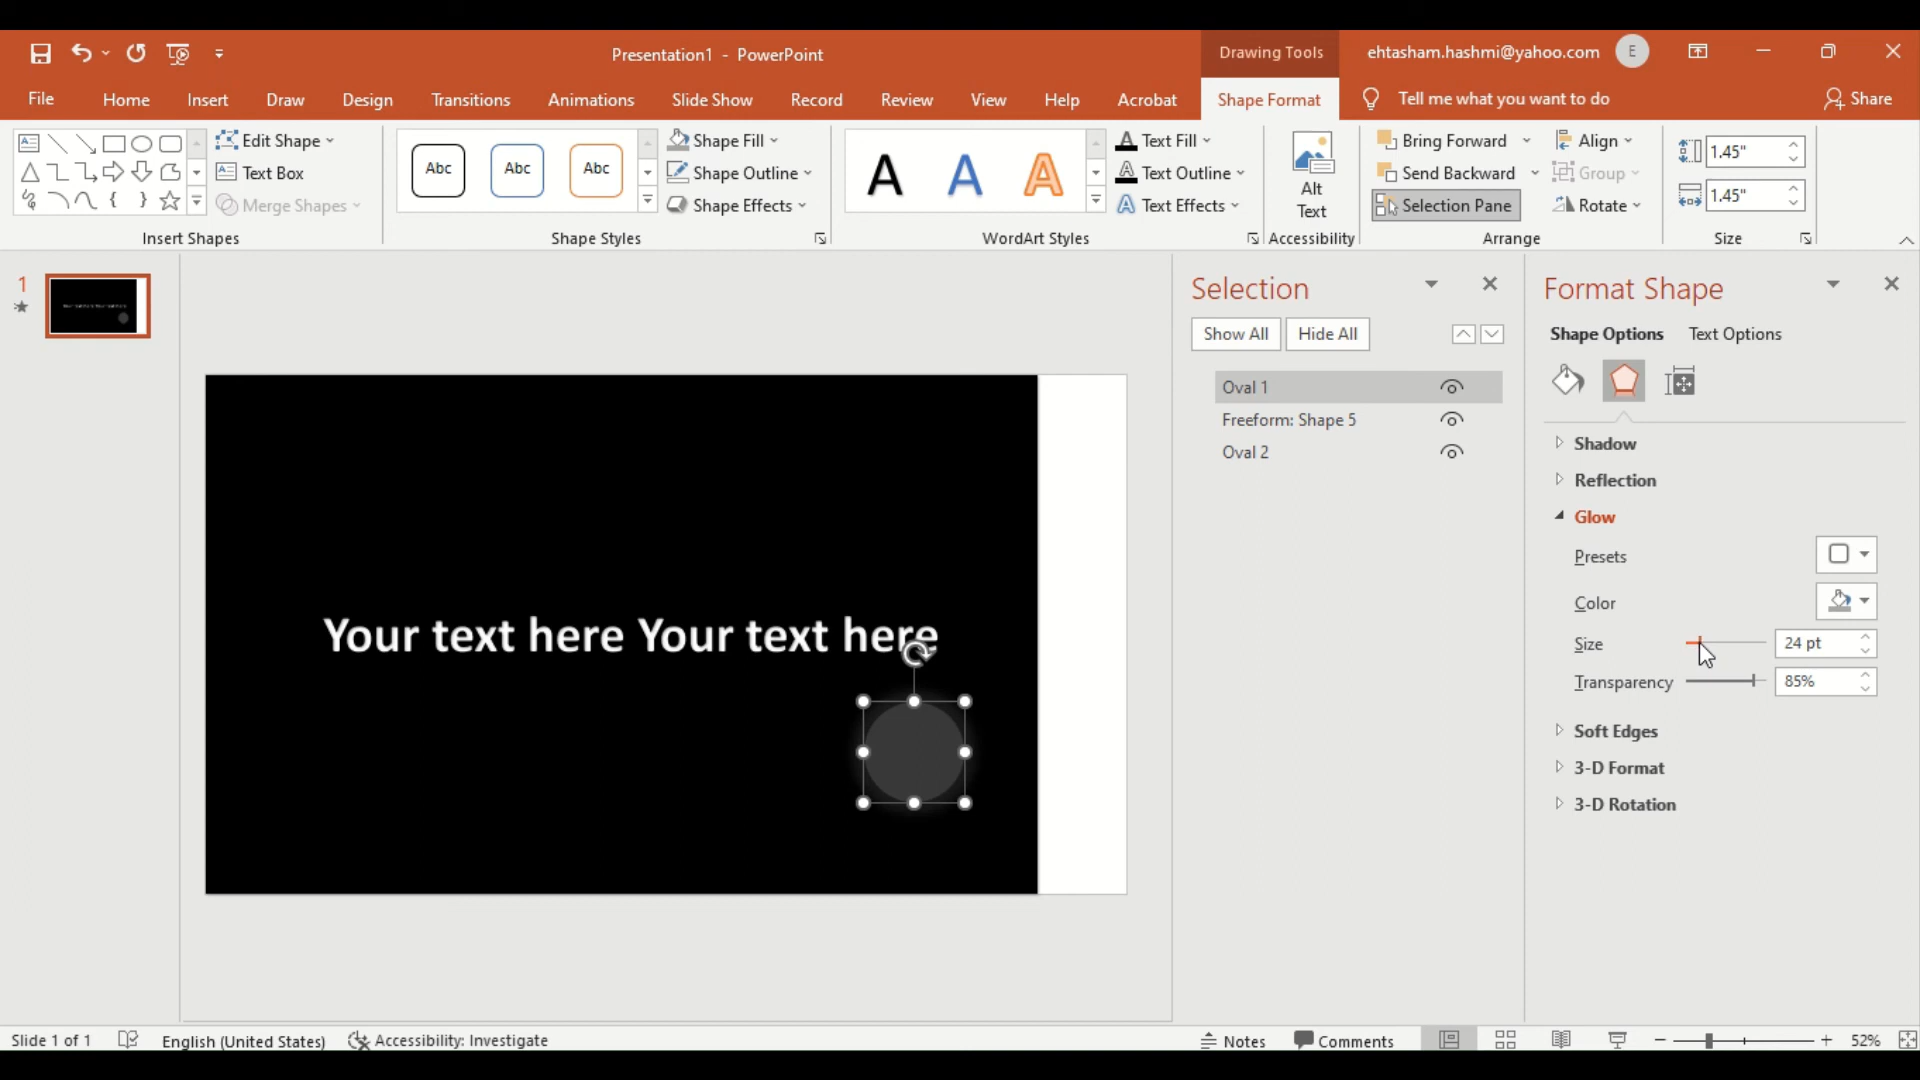 Presentation1 - PowerPoint
Drawing Tools
ehtasham.hashmi@yahoo.com
E
File
Home
Insert
Draw
Design
Transitions
Animations
Slide Show
Record
Review
View
Help
Acrobat
Shape Format
Tell me what you want to do
Share
Edit Shape
Text Box
Merge Shapes
Insert Shapes
Abc
Abc
Abc
Shape Fill
Shape Outline
Shape Effects
Shape Styles
A
A
A
Text Fill
Text Outline
Text Effects
WordArt Styles
Alt
Text
Accessibility
Bring Forward
Send Backward
Selection Pane
Align
Group
Rotate
Arrange
1.45"
1.45"
Size
1
Your text here Your text here
Selection
Show All
Hide All
Oval 1
Freeform: Shape 5
Oval 2
Format Shape
Shape Options
Text Options
Shadow
Reflection
Glow
Presets
Color
Size
24 pt
Transparency
85%
Soft Edges
3-D Format
3-D Rotation
Slide 1 of 1
English (United States)
Accessibility: Investigate
Notes
Comments
52%